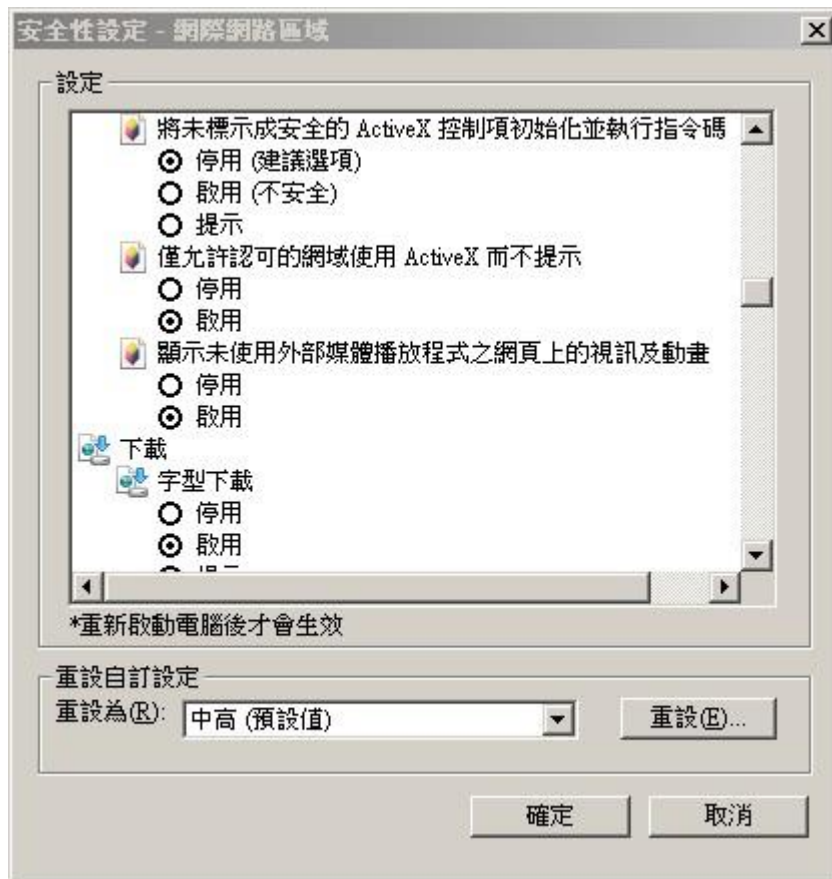 安全性設定 - 網際網路區域
設定
將未標示成安全的 ActiveX 控制項初始化並執行指令碼
停用 (建議選項)
啟用 (不安全)
提示
僅允許認可的網域使用 ActiveX 而不提示
停用
啟用
顯示未使用外部媒體播放程式之網頁上的視訊及動畫
停用
啟用
下載
字型下載
停用
啟用
*重新啟動電腦後才會生效
重設自訂設定
重設為(R):
中高 (預設值)
重設(E)...
確定
取消